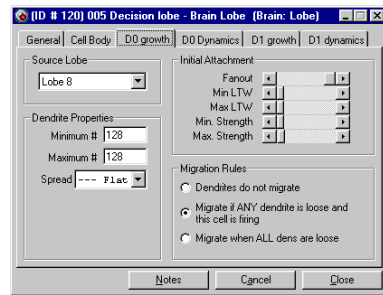 (ID # 120) 005 Decision lobe - Brain Lobe (Brain: Lobe)
General Cell Body D0 growth D0 Dynamics D1 growth D1 dynamics
Source Lobe
Lobe 8
Dendrite Properties
Minimum # 128
Maximum # 128
Spread --- Flat
Initial Attachment
Fanout
Min LTW
Max LTW
Min. Strength
Max. Strength
Migration Rules
Dendrites do not migrate
Migrate if ANY dendrite is loose and
this cell is firing
Migrate when ALL dens are loose
Notes Cancel Close